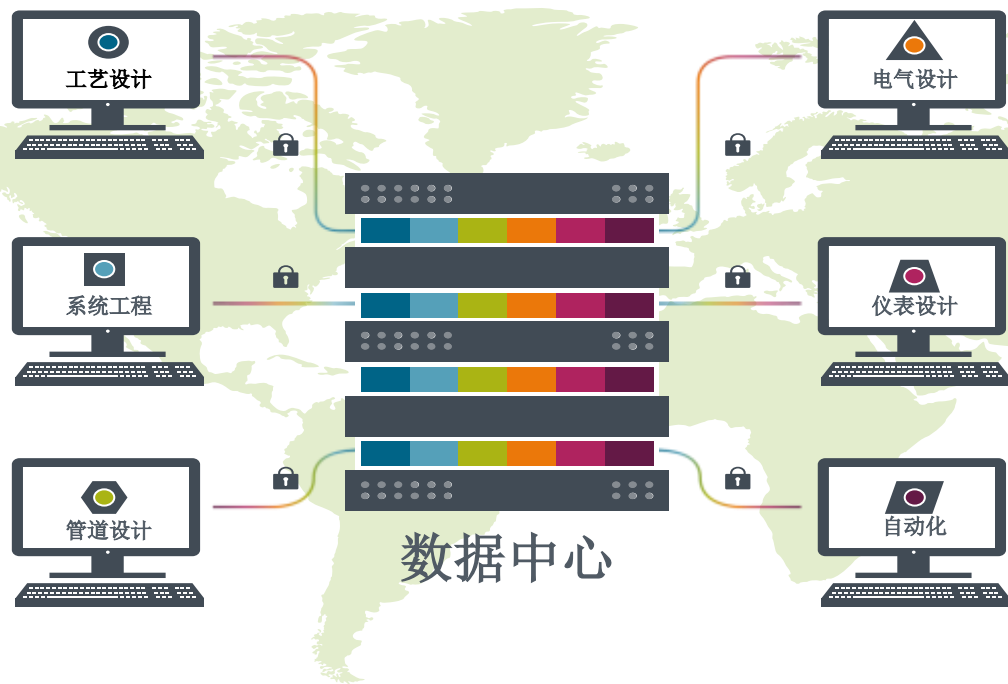 工艺设计
电气设计
系统工程
仪表设计
管道设计
自动化
数据中心